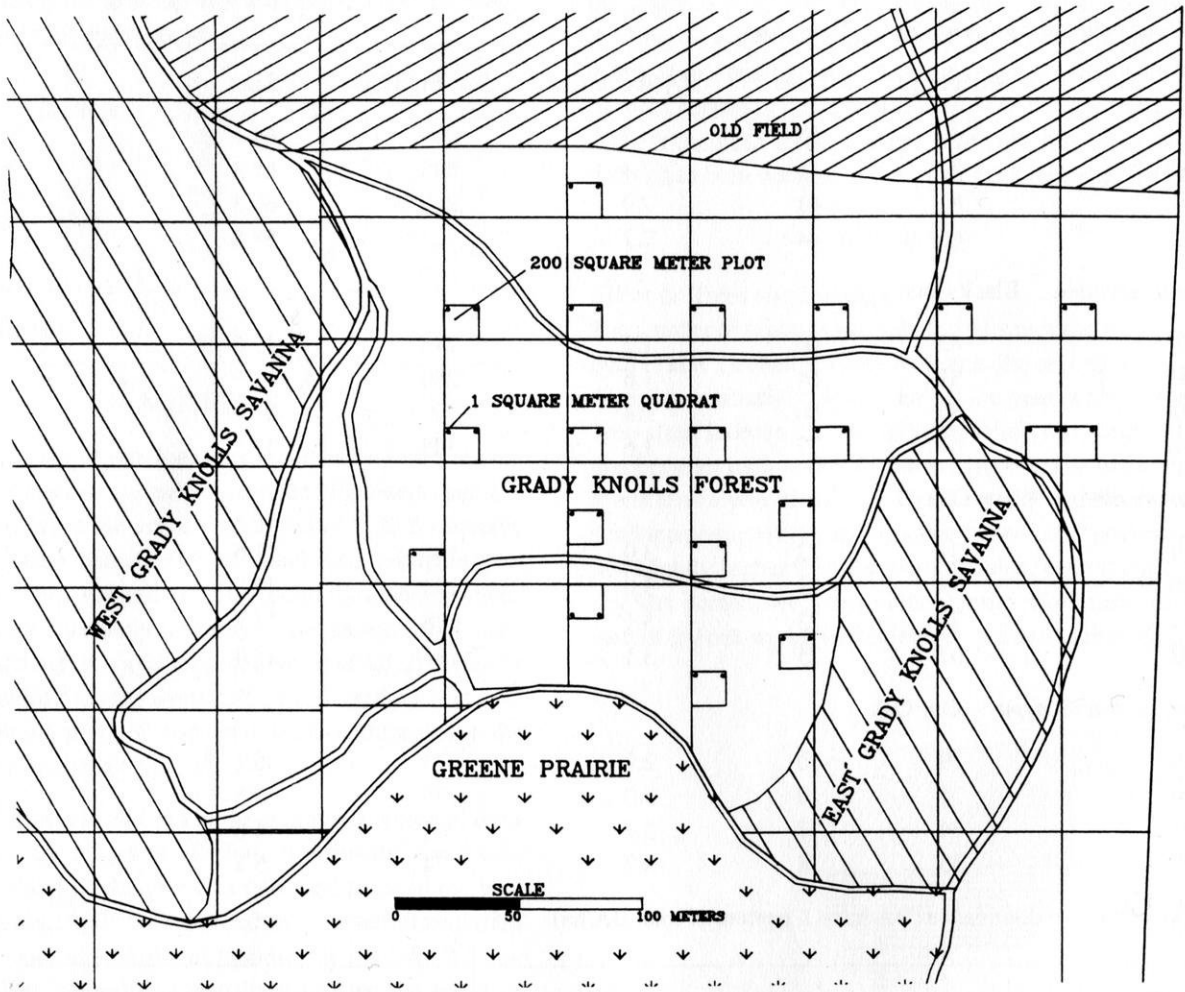 OLD FIELD
200 SQUARE METER PLOT
WEST GRADY KNOLLS SAVANNA
1 SQUARE METER QUADRAT
GRADY KNOLLS FOREST
EAST GRADY KNOLLS SAVANNA
GREENE PRAIRIE
SCALE
0 50 100 METERS